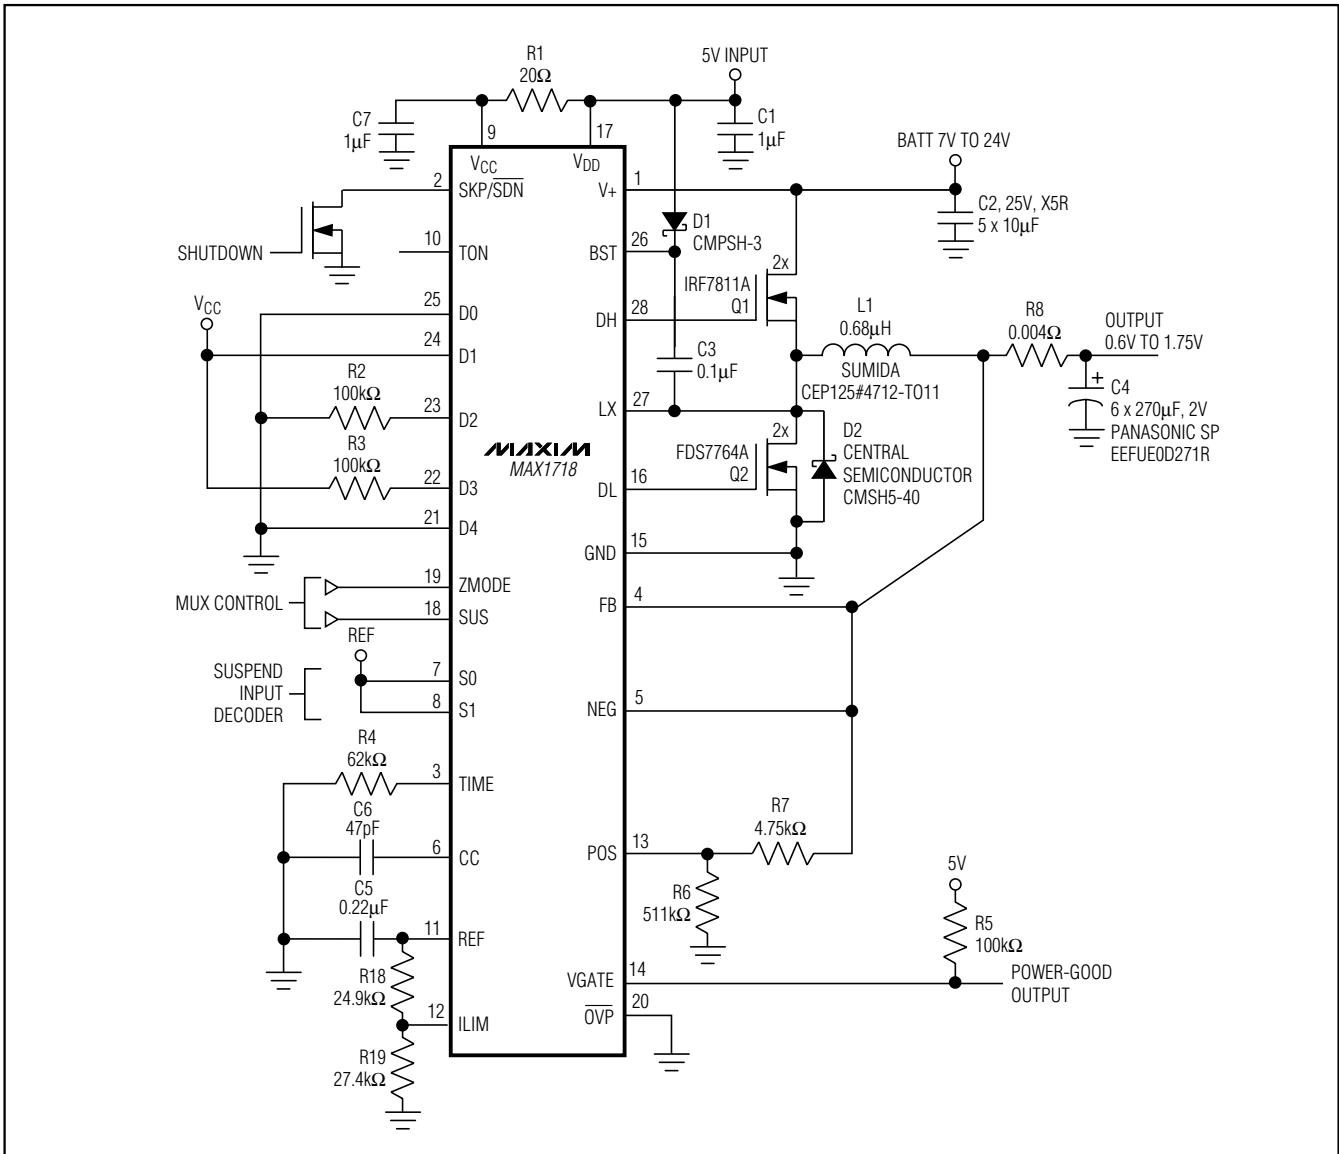 R1
20Ω
5V INPUT
C7
1µF
9
17
C1
1µF
BATT 7V TO 24V
VCC
VDD
2
SKP/SDN
V+
1
C2, 25V, X5R
5 x 10µF
SHUTDOWN
10
TON
D1
CMPSH-3
BST
26
2x
IRF7811A
Q1
VCC
25
D0
DH
28
L1
0.68µH
SUMIDA
CEP125#4712-TO11
R8
0.004Ω
OUTPUT
0.6V TO 1.75V
24
D1
C3
0.1µF
+
C4
6 x 270µF, 2V
PANASONIC SP
EEFUE0D271R
R2
100kΩ
23
D2
LX
27
2x
FDS7764A
Q2
D2
CENTRAL
SEMICONDUCTOR
CMSH5-40
R3
100kΩ
22
D3
MAXIM
MAX1718
DL
16
21
D4
GND
15
MUX CONTROL
19
ZMODE
18
SUS
FB
4
REF
SUSPEND
INPUT
DECODER
7
S0
8
S1
NEG
5
R4
62kΩ
3
TIME
C6
47pF
6
CC
POS
13
R7
4.75kΩ
R6
511kΩ
5V
R5
100kΩ
C5
0.22µF
11
REF
R18
24.9kΩ
VGATE
14
POWER-GOOD
OUTPUT
12
ILIM
OVP
20
R19
27.4kΩ